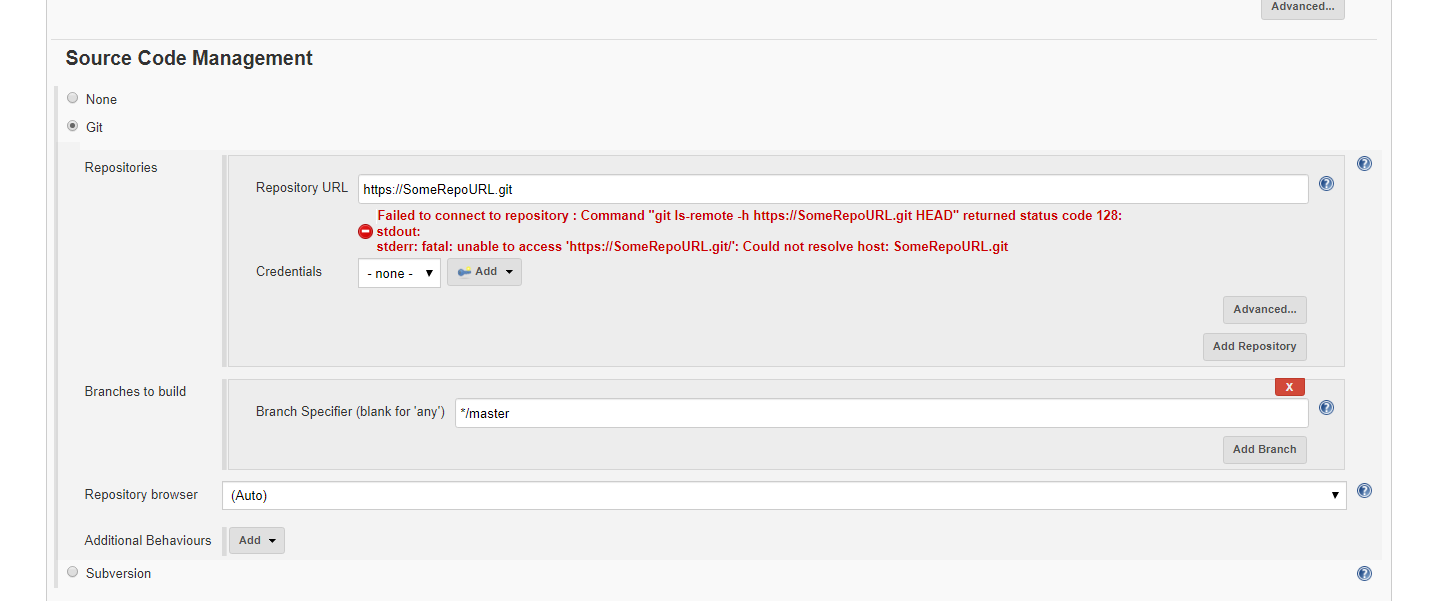 Advanced...
Source Code Management
None
Git
Repositories
Repository URL https://SomeRepoURL.git
Failed to connect to repository : Command "git ls-remote -h https://SomeRepoURL.git HEAD" returned status code 128:
stdout:
stderr: fatal: unable to access 'https://SomeRepoURL.git/': Could not resolve host: SomeRepoURL.git
Credentials - none - Add
Advanced...
Add Repository
Branches to build
X
Branch Specifier (blank for 'any') */master
Add Branch
Repository browser (Auto)
Additional Behaviours Add
Subversion